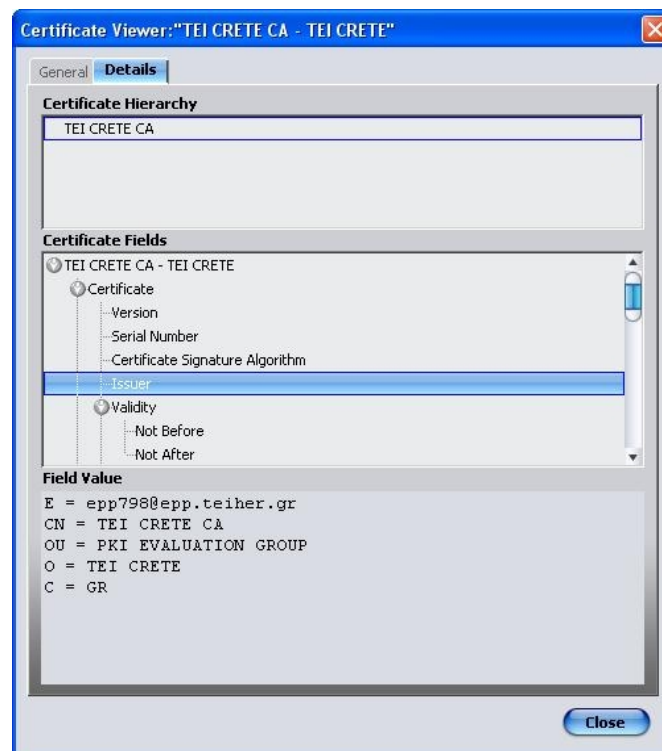 Certificate Viewer:"TEI CRETE CA - TEI CRETE"
General Details
Certificate Hierarchy
TEI CRETE CA
Certificate Fields
TEI CRETE CA - TEI CRETE
Certificate
Version
Serial Number
Certificate Signature Algorithm
Issuer
Validity
Not Before
Not After
Field Value
E = epp798@epp.teiher.gr
CN = TEI CRETE CA
OU = PKI EVALUATION GROUP
O = TEI CRETE
C = GR
Close